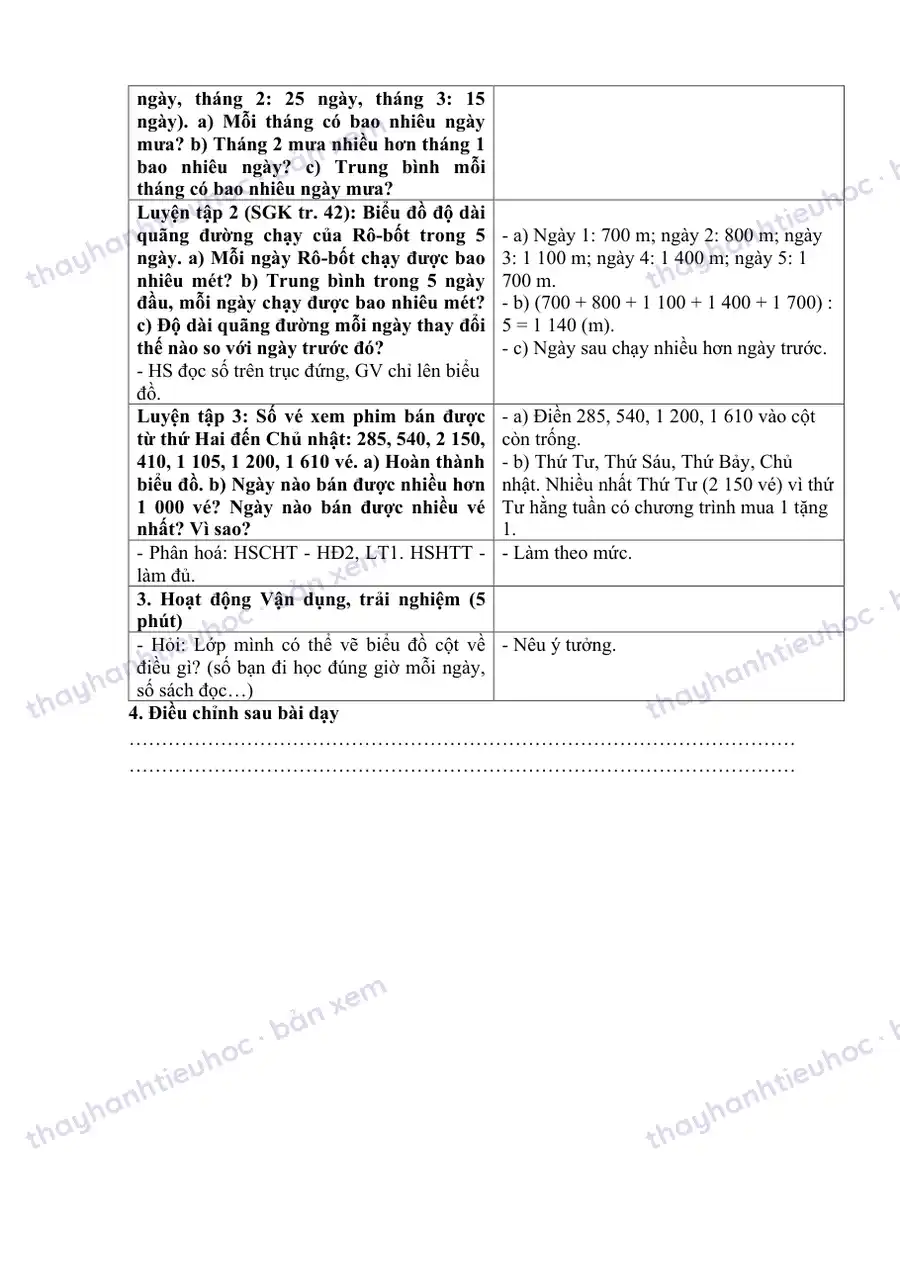 ngày, tháng 2: 25 ngày, tháng 3: 15
ngày). a) Mỗi tháng có bao nhiêu ngày
mưa? b) Tháng 2 mưa nhiều hơn tháng 1
bao nhiêu ngày? c) Trung bình mỗi
tháng có bao nhiêu ngày mưa?
Luyện tập 2 (SGK tr. 42): Biểu đồ độ dài
quãng đường chạy của Rô-bốt trong 5
ngày. a) Mỗi ngày Rô-bốt chạy được bao
nhiêu mét? b) Trung bình trong 5 ngày
đầu, mỗi ngày chạy được bao nhiêu mét?
c) Độ dài quãng đường mỗi ngày thay đổi
thế nào so với ngày trước đó?
- HS đọc số trên trục đứng, GV chỉ lên biểu
đồ.
- a) Ngày 1: 700 m; ngày 2: 800 m; ngày
3: 1 100 m; ngày 4: 1 400 m; ngày 5: 1
700 m.
- b) (700 + 800 + 1 100 + 1 400 + 1 700) :
5 = 1 140 (m).
- c) Ngày sau chạy nhiều hơn ngày trước.
Luyện tập 3: Số vé xem phim bán được
từ thứ Hai đến Chủ nhật: 285, 540, 2 150,
410, 1 105, 1 200, 1 610 vé. a) Hoàn thành
biểu đồ. b) Ngày nào bán được nhiều hơn
1 000 vé? Ngày nào bán được nhiều vé
nhất? Vì sao?
- a) Điền 285, 540, 1 200, 1 610 vào cột
còn trống.
- b) Thứ Tư, Thứ Sáu, Thứ Bảy, Chủ
nhật. Nhiều nhất Thứ Tư (2 150 vé) vì thứ
Tư hằng tuần có chương trình mua 1 tặng
1.
- Phân hoá: HSCHT - HĐ2, LT1. HSHTT -
làm đủ.
- Làm theo mức.
3. Hoạt động Vận dụng, trải nghiệm (5
phút)
- Hỏi: Lớp mình có thể vẽ biểu đồ cột về
điều gì? (số bạn đi học đúng giờ mỗi ngày,
số sách đọc…)
- Nêu ý tưởng.
4. Điều chỉnh sau bài dạy
…………………………………………………………………………………………
…………………………………………………………………………………………
thayhanhtieuhoc · bản xem
thayhanhtieuhoc · b
thayhanhtieuhoc · bản xem
thayhanhtieuhoc · b
thayhanhtieuhoc · bản xem
thayhanhtieuhoc · b